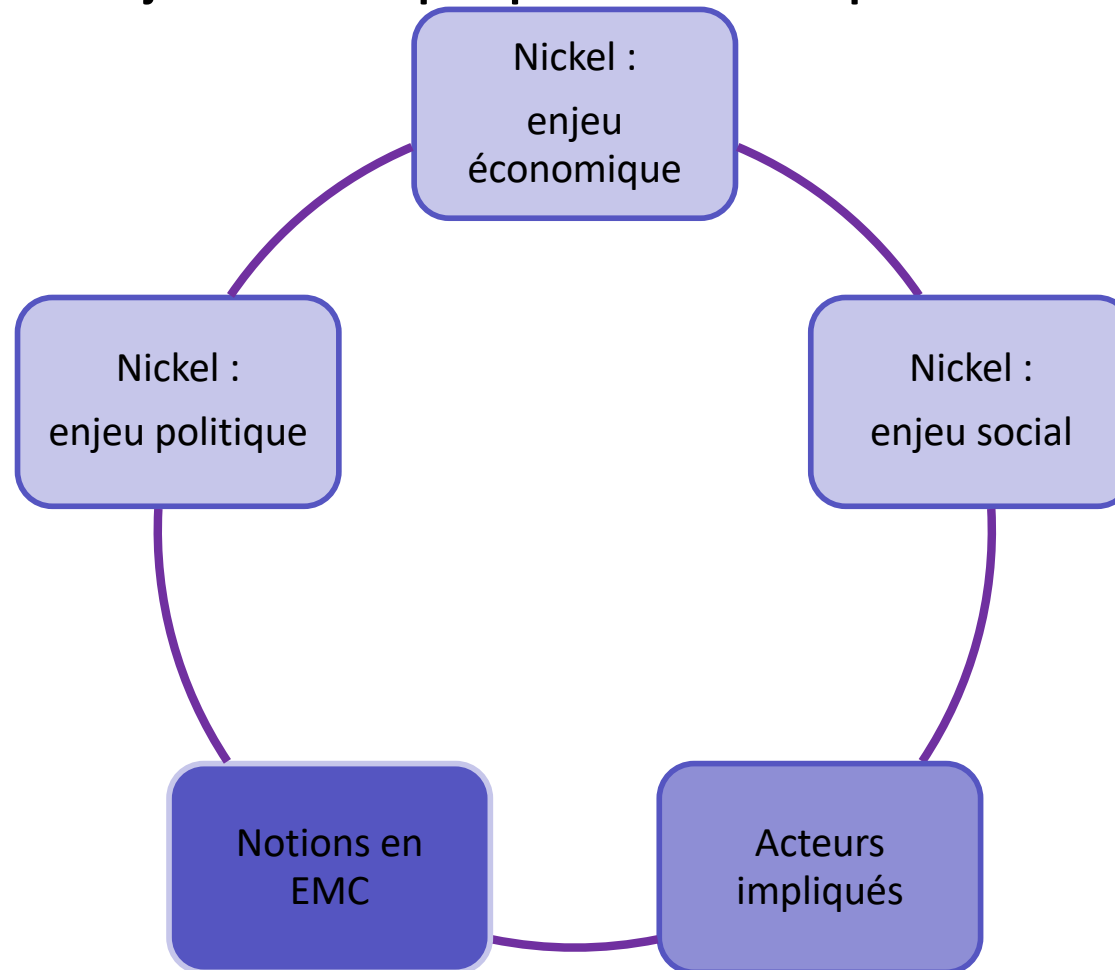 Nickel :
enjeu
économique
Nickel :
enjeu politique
Nickel :
enjeu social
Notions en
EMC
Acteurs
impliqués